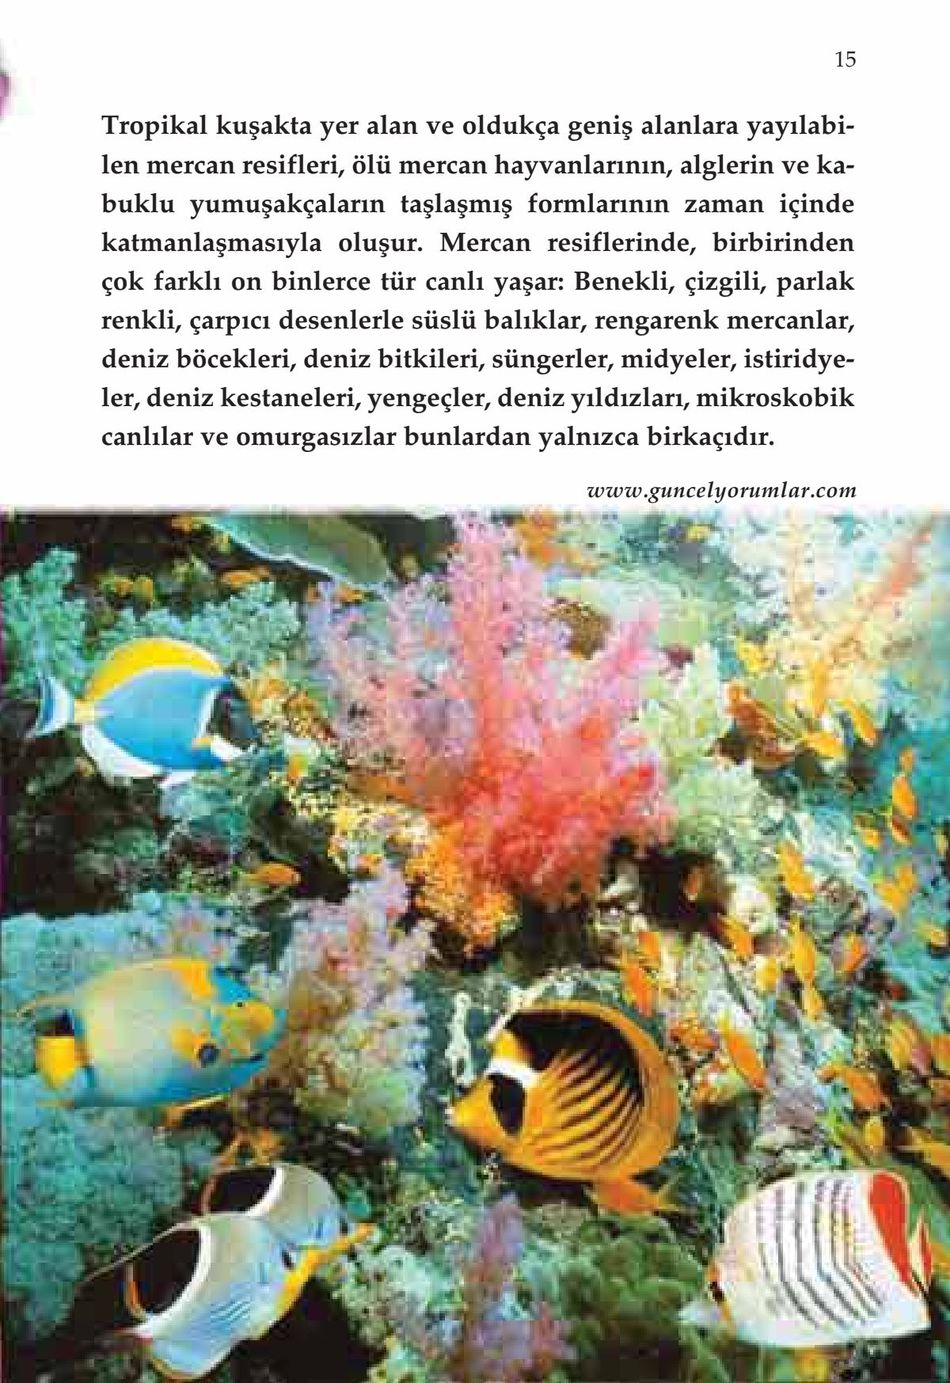 15
Tropikal kuşakta yer alan ve oldukça geniş alanlara yayılabi-
len mercan resifleri, ölü mercan hayvanlarının, alglerin ve ka-
buklu yumuşakçaların taşlaşmış formlarının zaman içinde
katmanlaşmasıyla oluşur. Mercan resiflerinde, birbirinden
çok farklı on binlerce tür canlı yaşar: Benekli, çizgili, parlak
renkli, çarpıcı desenlerle süslü balıklar, rengarenk mercanlar,
deniz böcekleri, deniz bitkileri, süngerler, midyeler, istiridye-
ler, deniz kestaneleri, yengeçler, deniz yıldızları, mikroskobik
canlılar ve omurgasızlar bunlardan yalnızca birkaçıdır.
www.guncelyorumlar.com